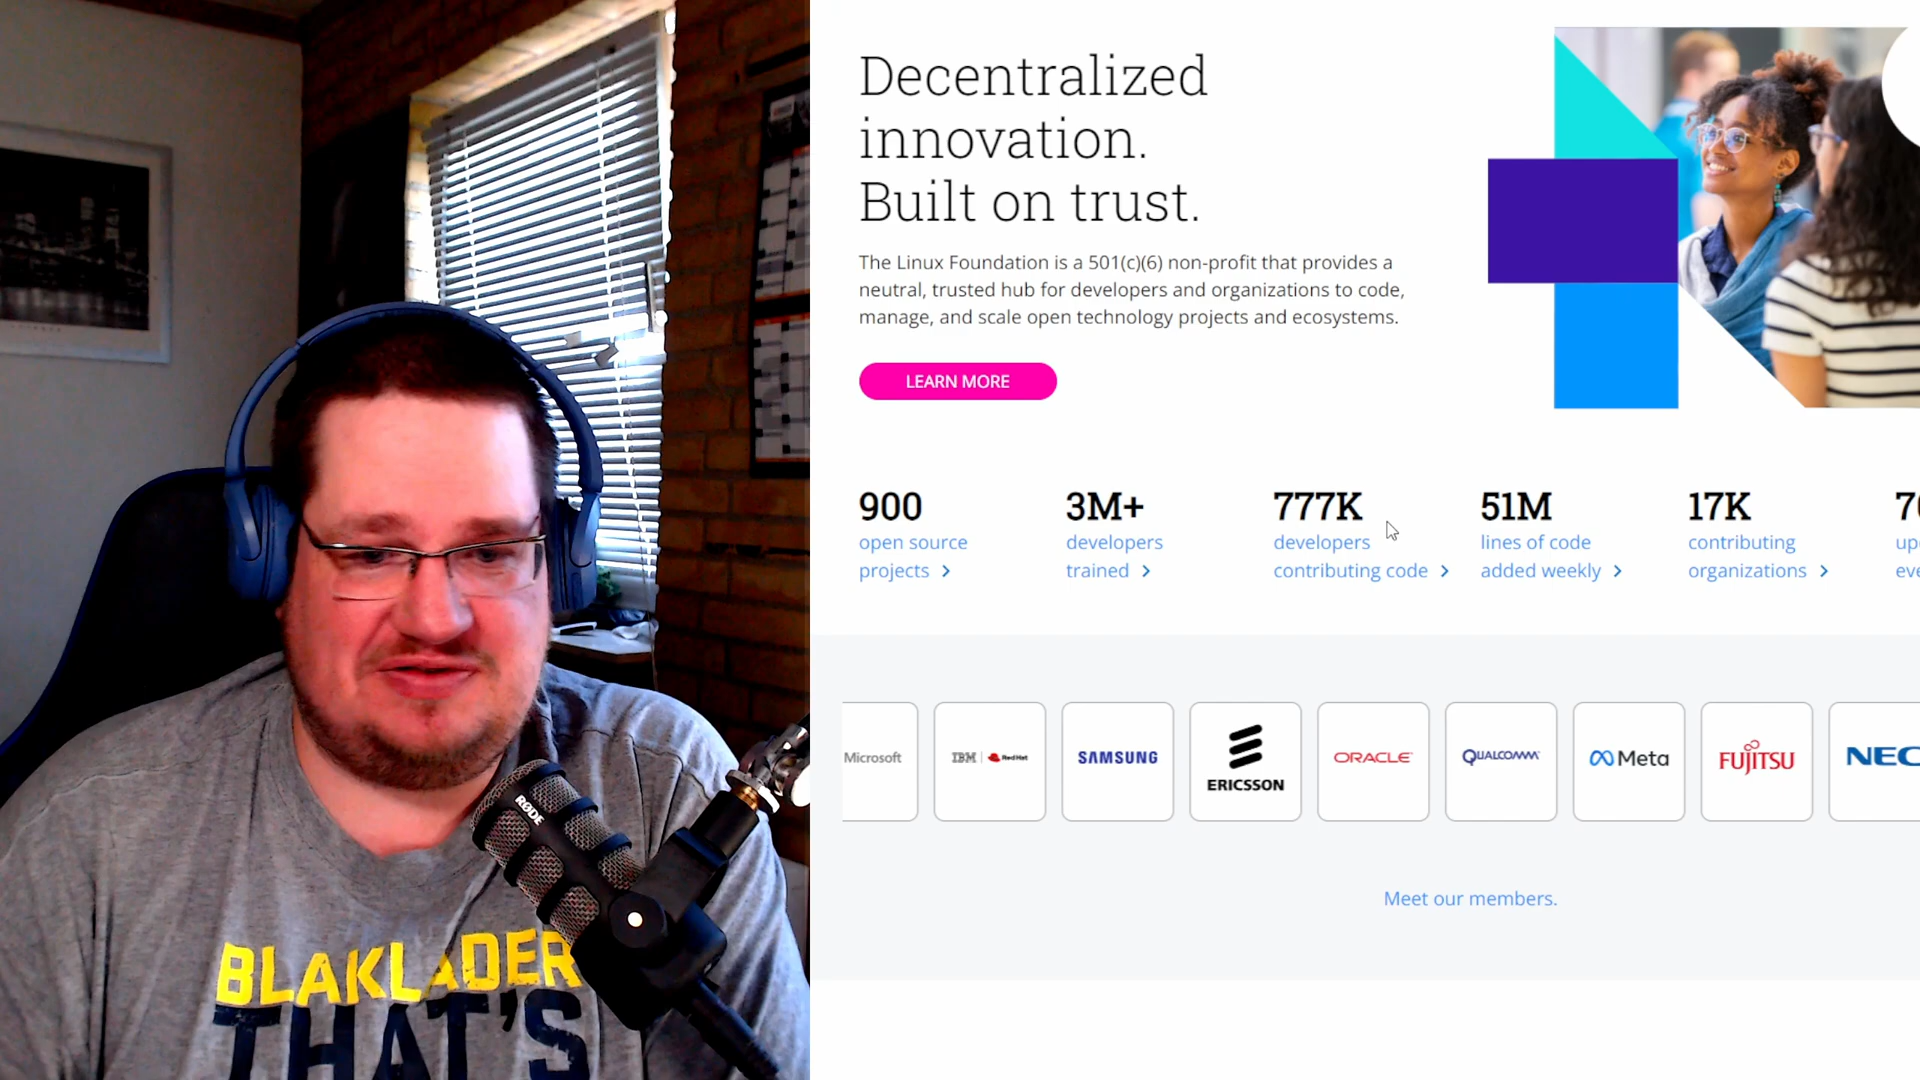 Decentralized
innovation.
Built on trust.
The Linux Foundation is a 501(c)(6) non-profit that provides a
neutral, trusted hub for developers and organizations to code,
manage, and scale open technology projects and ecosystems.
LEARN MORE
900
open source
projects
3M+
developers
trained
777K
developers
contributing code
51M
lines of code
added weekly
17K
contributing
organizations
Microsoft
IBM | Red Hat
SAMSUNG
ERICSSON
ORACLE
QUALCOMM
Meta
FUJITSU
NEC
Meet our members.
RØDE
BLAKLADER
THAT'S